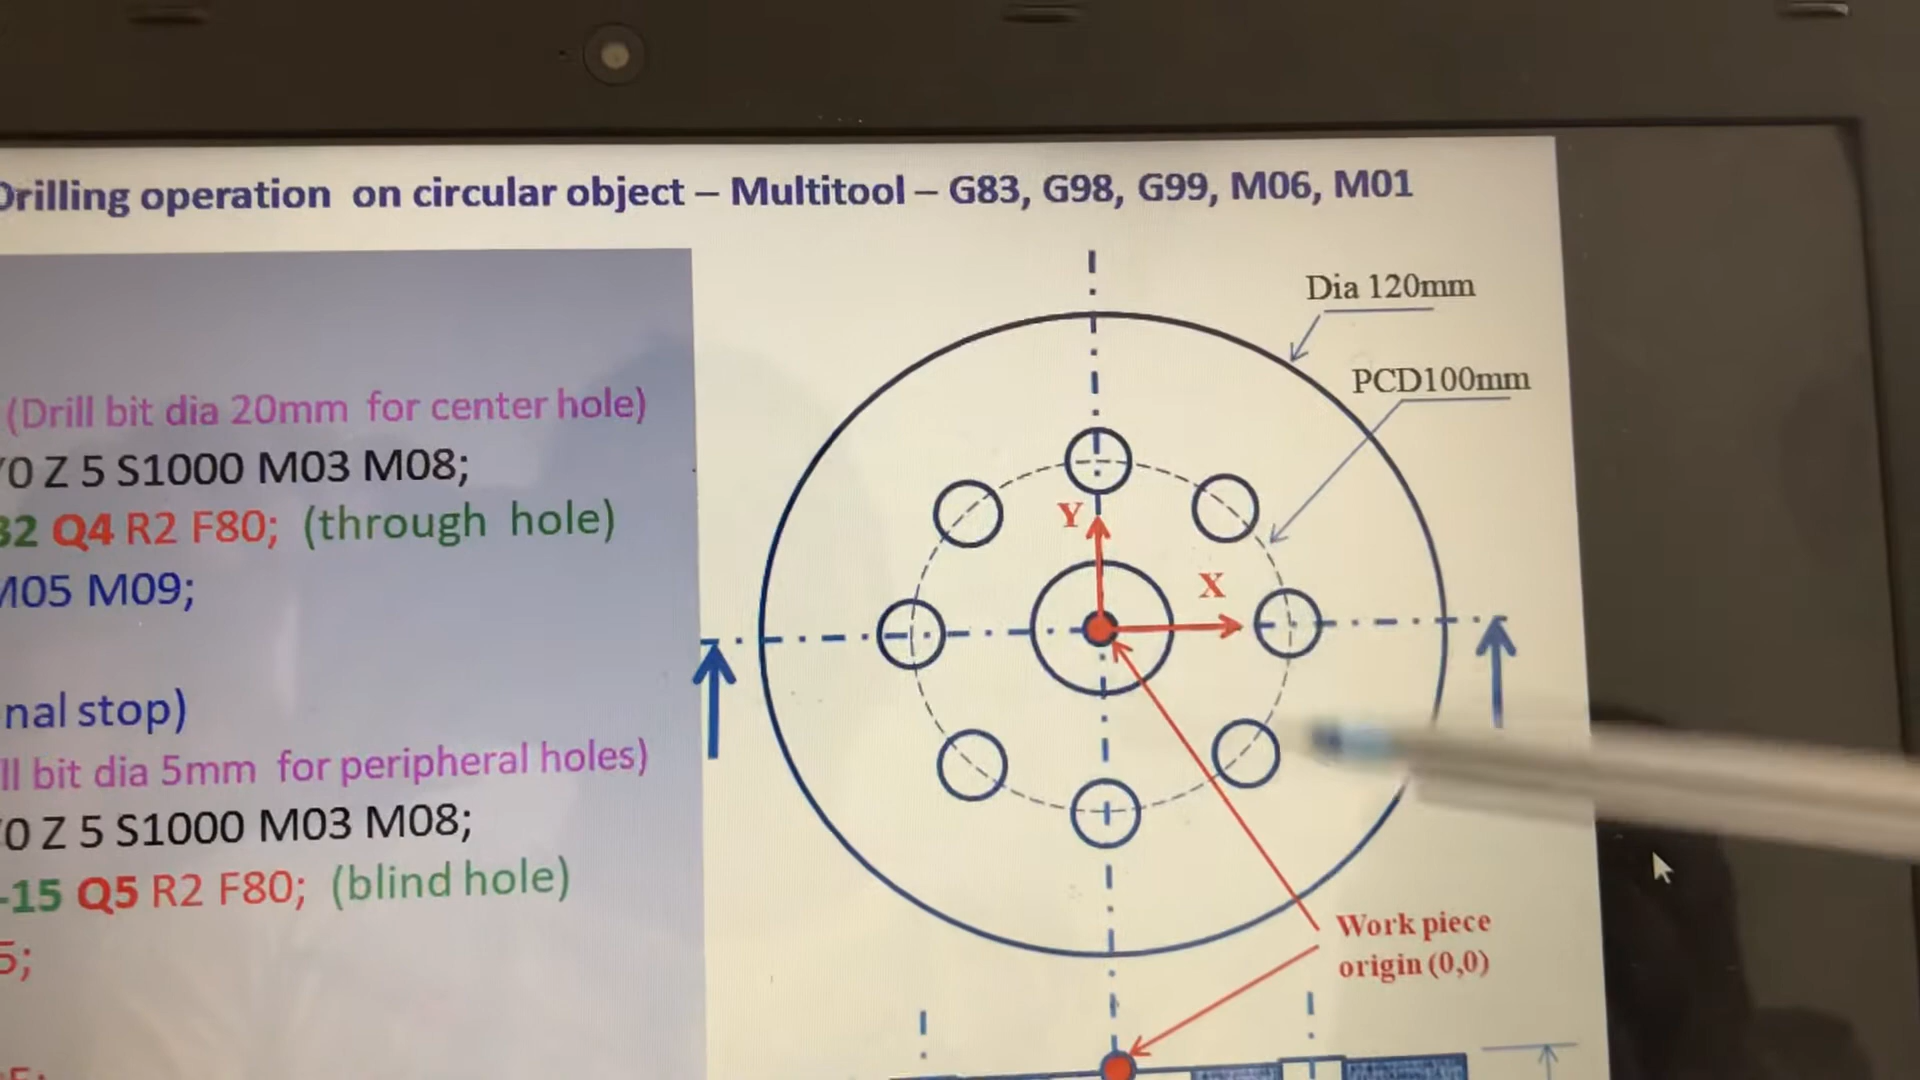 Drilling operation on circular object – Multitool – G83, G98, G99, M06, M01
(Drill bit dia 20mm for center hole)
Y0 Z 5 S1000 M03 M08;
32 Q4 R2 F80; (through hole)
M05 M09;
nal stop)
ll bit dia 5mm for peripheral holes)
Y0 Z 5 S1000 M03 M08;
-15 Q5 R2 F80; (blind hole)
5;
Dia 120mm
PCD100mm
Y
X
Work piece
origin (0,0)